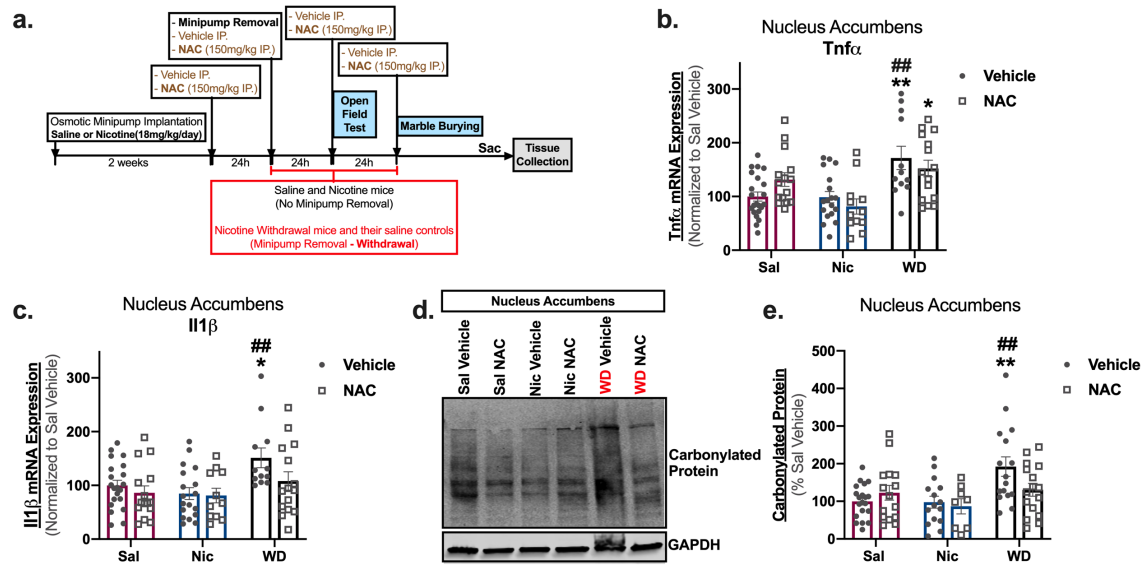 a.
- Minipump Removal
- Vehicle IP.
- NAC (150mg/kg IP.)
- Vehicle IP.
- NAC (150mg/kg IP.)
- Vehicle IP.
- NAC (150mg/kg IP.)
- Vehicle IP.
- NAC (150mg/kg IP.)
Osmotic Minipump Implantation
Saline or Nicotine(18mg/kg/day)
Open
Field
Test
Marble Burying
Sac
Tissue
Collection
2 weeks
24h
24h
24h
Saline and Nicotine mice
(No Minipump Removal)
Nicotine Withdrawal mice and their saline controls
(Minipump Removal - Withdrawal)
b.
Nucleus Accumbens
Tnfα
Tnfα mRNA Expression
(Normalized to Sal Vehicle)
300
200
100
0
##
**
*
Sal
Nic
WD
Vehicle
NAC
c.
Nucleus Accumbens
Il1β
Il1β mRNA Expression
(Normalized to Sal Vehicle)
300
200
100
0
##
*
Sal
Nic
WD
Vehicle
NAC
d.
Nucleus Accumbens
Sal Vehicle
Sal NAC
Nic Vehicle
Nic NAC
WD Vehicle
WD NAC
Carbonylated
Protein
GAPDH
e.
Nucleus Accumbens
Carbonylated Protein
(% Sal Vehicle)
500
400
300
200
100
0
##
**
Sal
Nic
WD
Vehicle
NAC